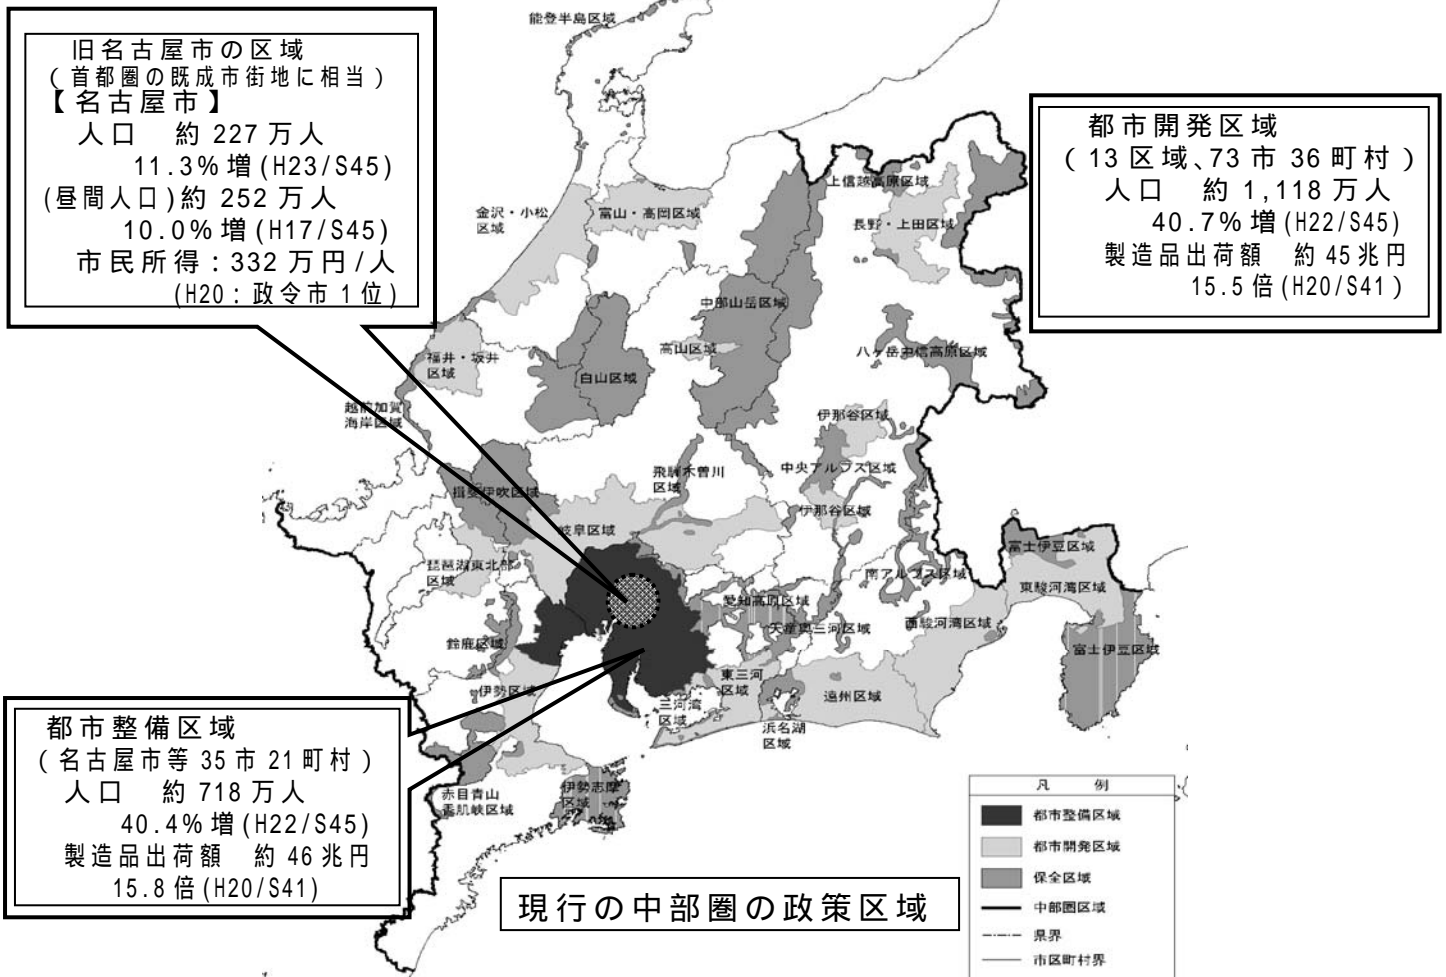 旧名古屋市の区域
(首都圏の既成市街地に相当)
【名古屋市】
人口 約227万人
11.3%増(H23/S45)
(昼間人口)約252万人
10.0%増(H17/S45)
市民所得：332万円/人
(H20：政令市1位)
都市開発区域
(13区域、73市36町村)
人口 約1,118万人
40.7%増(H22/S45)
製造品出荷額 約45兆円
15.5倍(H20/S41)
能登半島区域
金沢・小松
区域
富山・高岡区域
上信越高原区域
長野・上田区域
中部山岳区域
高山区域
八ヶ岳中信高原区域
福井・坂井
区域
白山区域
越前加賀
海岸区域
伊那谷区域
飛騨木曽川
区域
中央アルプス区域
揖斐伊吹区域
伊那谷区域
岐阜区域
富士伊豆区域
琵琶湖東北部
区域
南アルプス区域
東駿河湾区域
愛知高原区域
天竜奥三河区域
西駿河湾区域
鈴鹿区域
富士伊豆区域
東三河
区域
伊勢区域
遠州区域
三河湾
区域
浜名湖
区域
都市整備区域
(名古屋市等35市21町村)
人口 約718万人
40.4%増(H22/S45)
製造品出荷額 約46兆円
15.8倍(H20/S41)
赤目青山
香肌峡区域
伊勢志摩
区域
現行の中部圏の政策区域
凡 例
都市整備区域
都市開発区域
保全区域
中部圏区域
県界
市区町村界